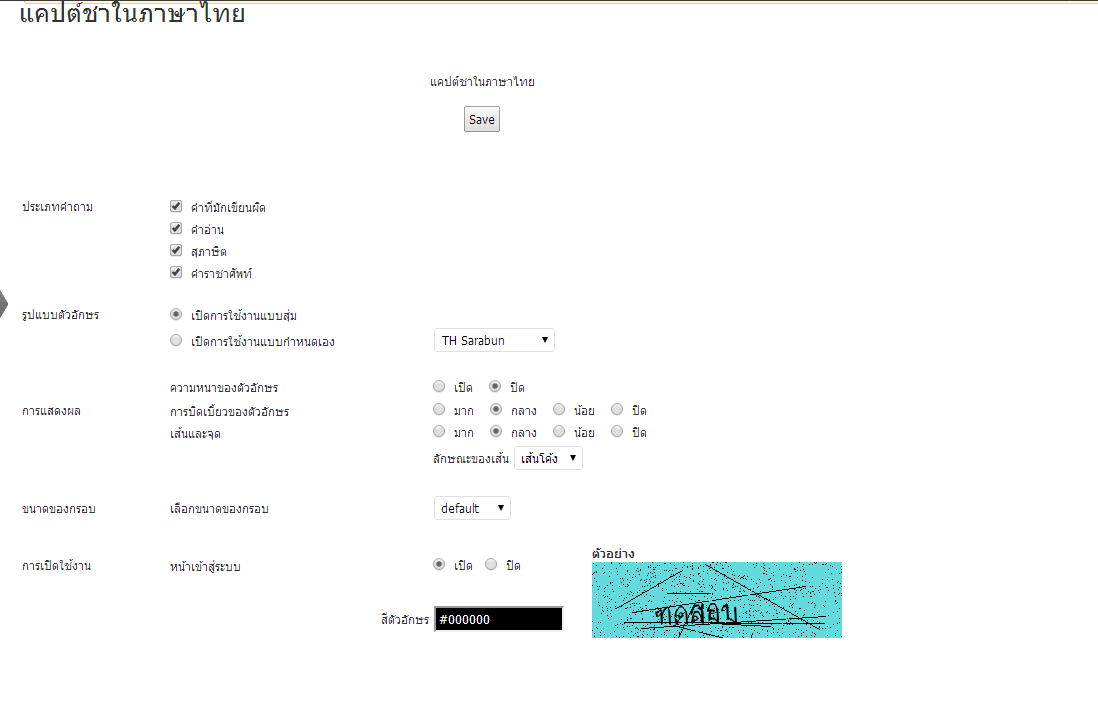 แคปต์ชาในภาษาไทย
แคปต์ชาในภาษาไทย
Save
ประเภทคำถาม
คำที่มักเขียนผิด
คำอ่าน
สุภาษิต
คำราชาศัพท์
รูปแบบตัวอักษร
เปิดการใช้งานแบบสุ่ม
เปิดการใช้งานแบบกำหนดเอง TH Sarabun
ความหนาของตัวอักษร เปิด ปิด
การแสดงผล การบิดเบี้ยวของตัวอักษร มาก กลาง น้อย ปิด
เส้นและจุด มาก กลาง น้อย ปิด
ลักษณะของเส้น เส้นโค้ง
ขนาดของกรอบ เลือกขนาดของกรอบ default
การเปิดใช้งาน หน้าเข้าสู่ระบบ เปิด ปิด
ตัวอย่าง
ทดสอบ
สีตัวอักษร #000000